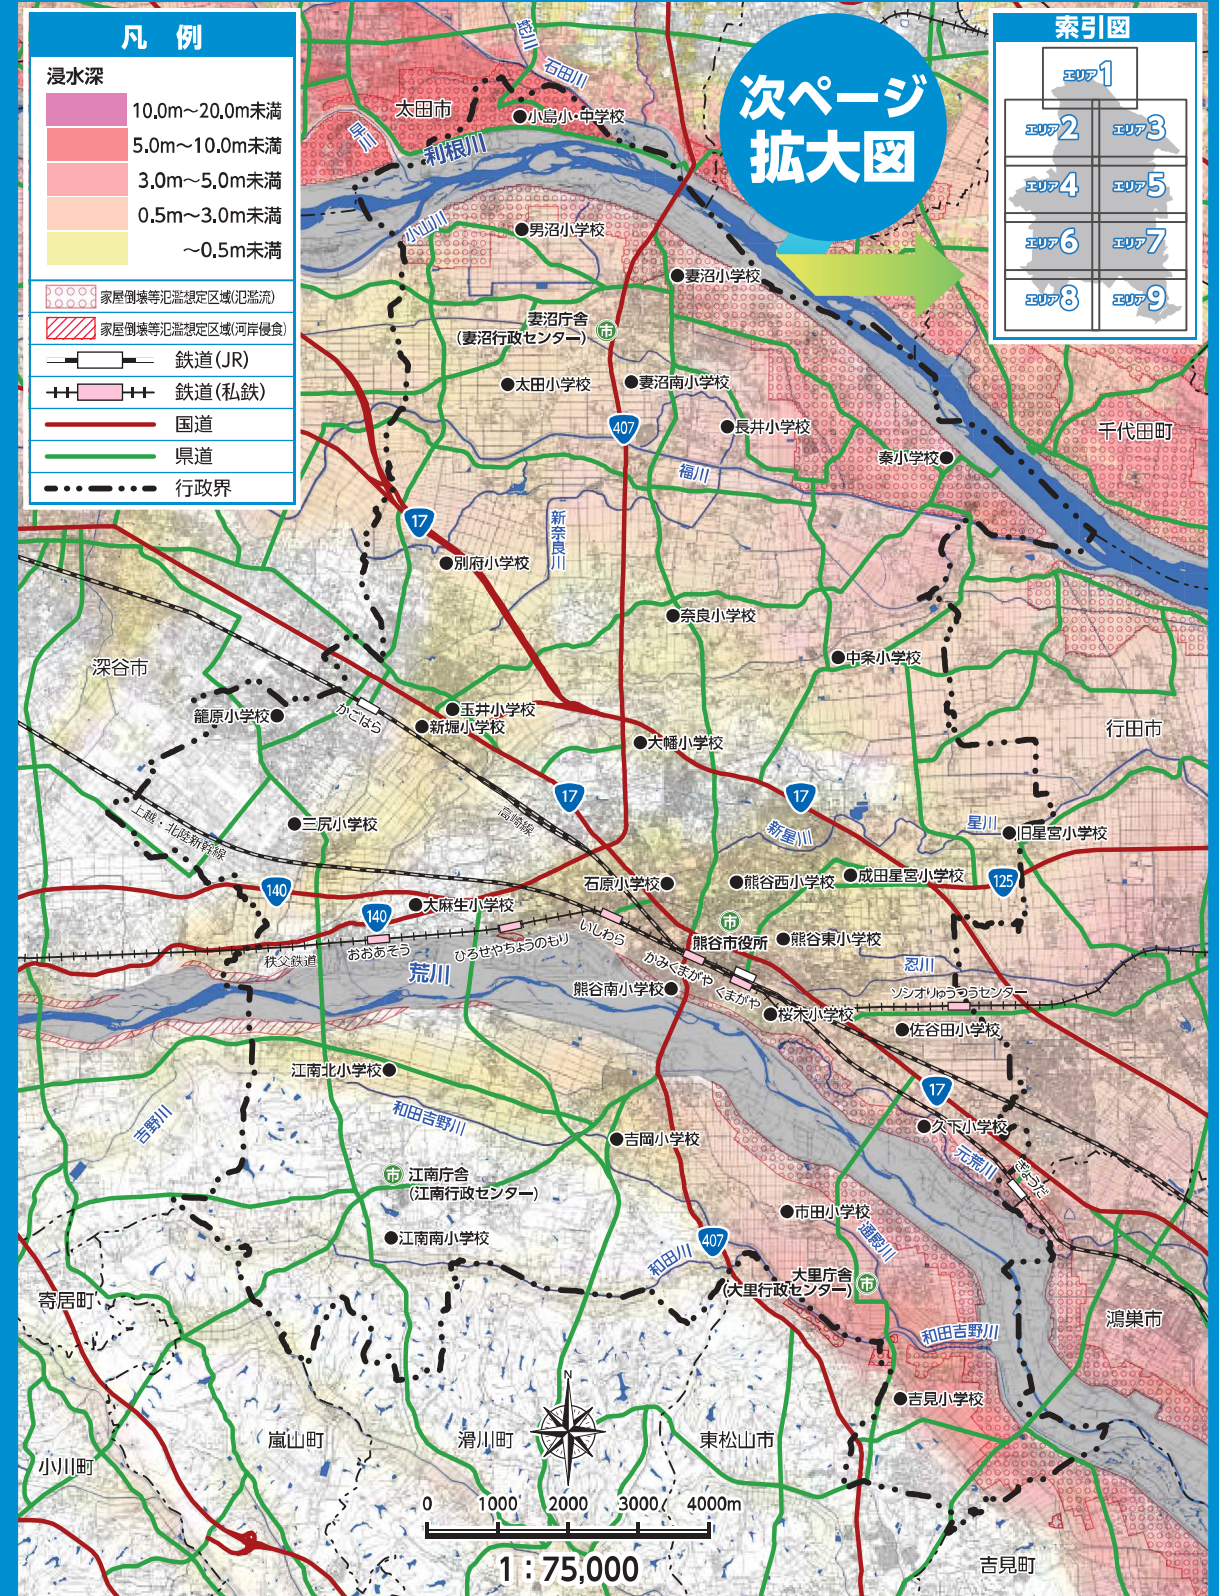 凡 例
浸水深
10.0m～20.0m未満
5.0m～10.0m未満
3.0m～5.0m未満
0.5m～3.0m未満
～0.5m未満
家屋倒壊等氾濫想定区域(氾濫流)
家屋倒壊等氾濫想定区域(河岸侵食)
鉄道(JR)
鉄道(私鉄)
国道
県道
行政界
次ページ
拡大図
索引図
エリア1
エリア2
エリア3
エリア4
エリア5
エリア6
エリア7
エリア8
エリア9
蛇川
石田川
太田市
小島小・中学校
早川
利根川
小山川
男沼小学校
妻沼小学校
妻沼庁舎
(妻沼行政センター)
市
太田小学校
妻沼南小学校
407
長井小学校
千代田町
秦小学校
福川
17
新奈良川
別府小学校
奈良小学校
中条小学校
深谷市
籠原小学校
かごはら
玉井小学校
新堀小学校
行田市
大幡小学校
17
17
高崎線
三尻小学校
上越・北陸新幹線
新星川
星川
旧星宮小学校
石原小学校
熊谷西小学校
成田星宮小学校
125
140
140
大麻生小学校
市
熊谷市役所
熊谷東小学校
いしわら
ひろせやちょうのもり
おおあそう
秩父鉄道
かみくまがや
くまがや
忍川
荒川
熊谷南小学校
ソシオりゅうつうセンター
桜木小学校
佐谷田小学校
江南北小学校
17
和田吉野川
吉野川
久下小学校
吉岡小学校
元荒川
ぎょうだ
市
江南庁舎
(江南行政センター)
市田小学校
通殿川
江南南小学校
407
和田川
大里庁舎
(大里行政センター)
市
寄居町
鴻巣市
和田吉野川
吉見小学校
N
嵐山町
滑川町
東松山市
小川町
0 1000 2000 3000 4000m
1：75,000
吉見町